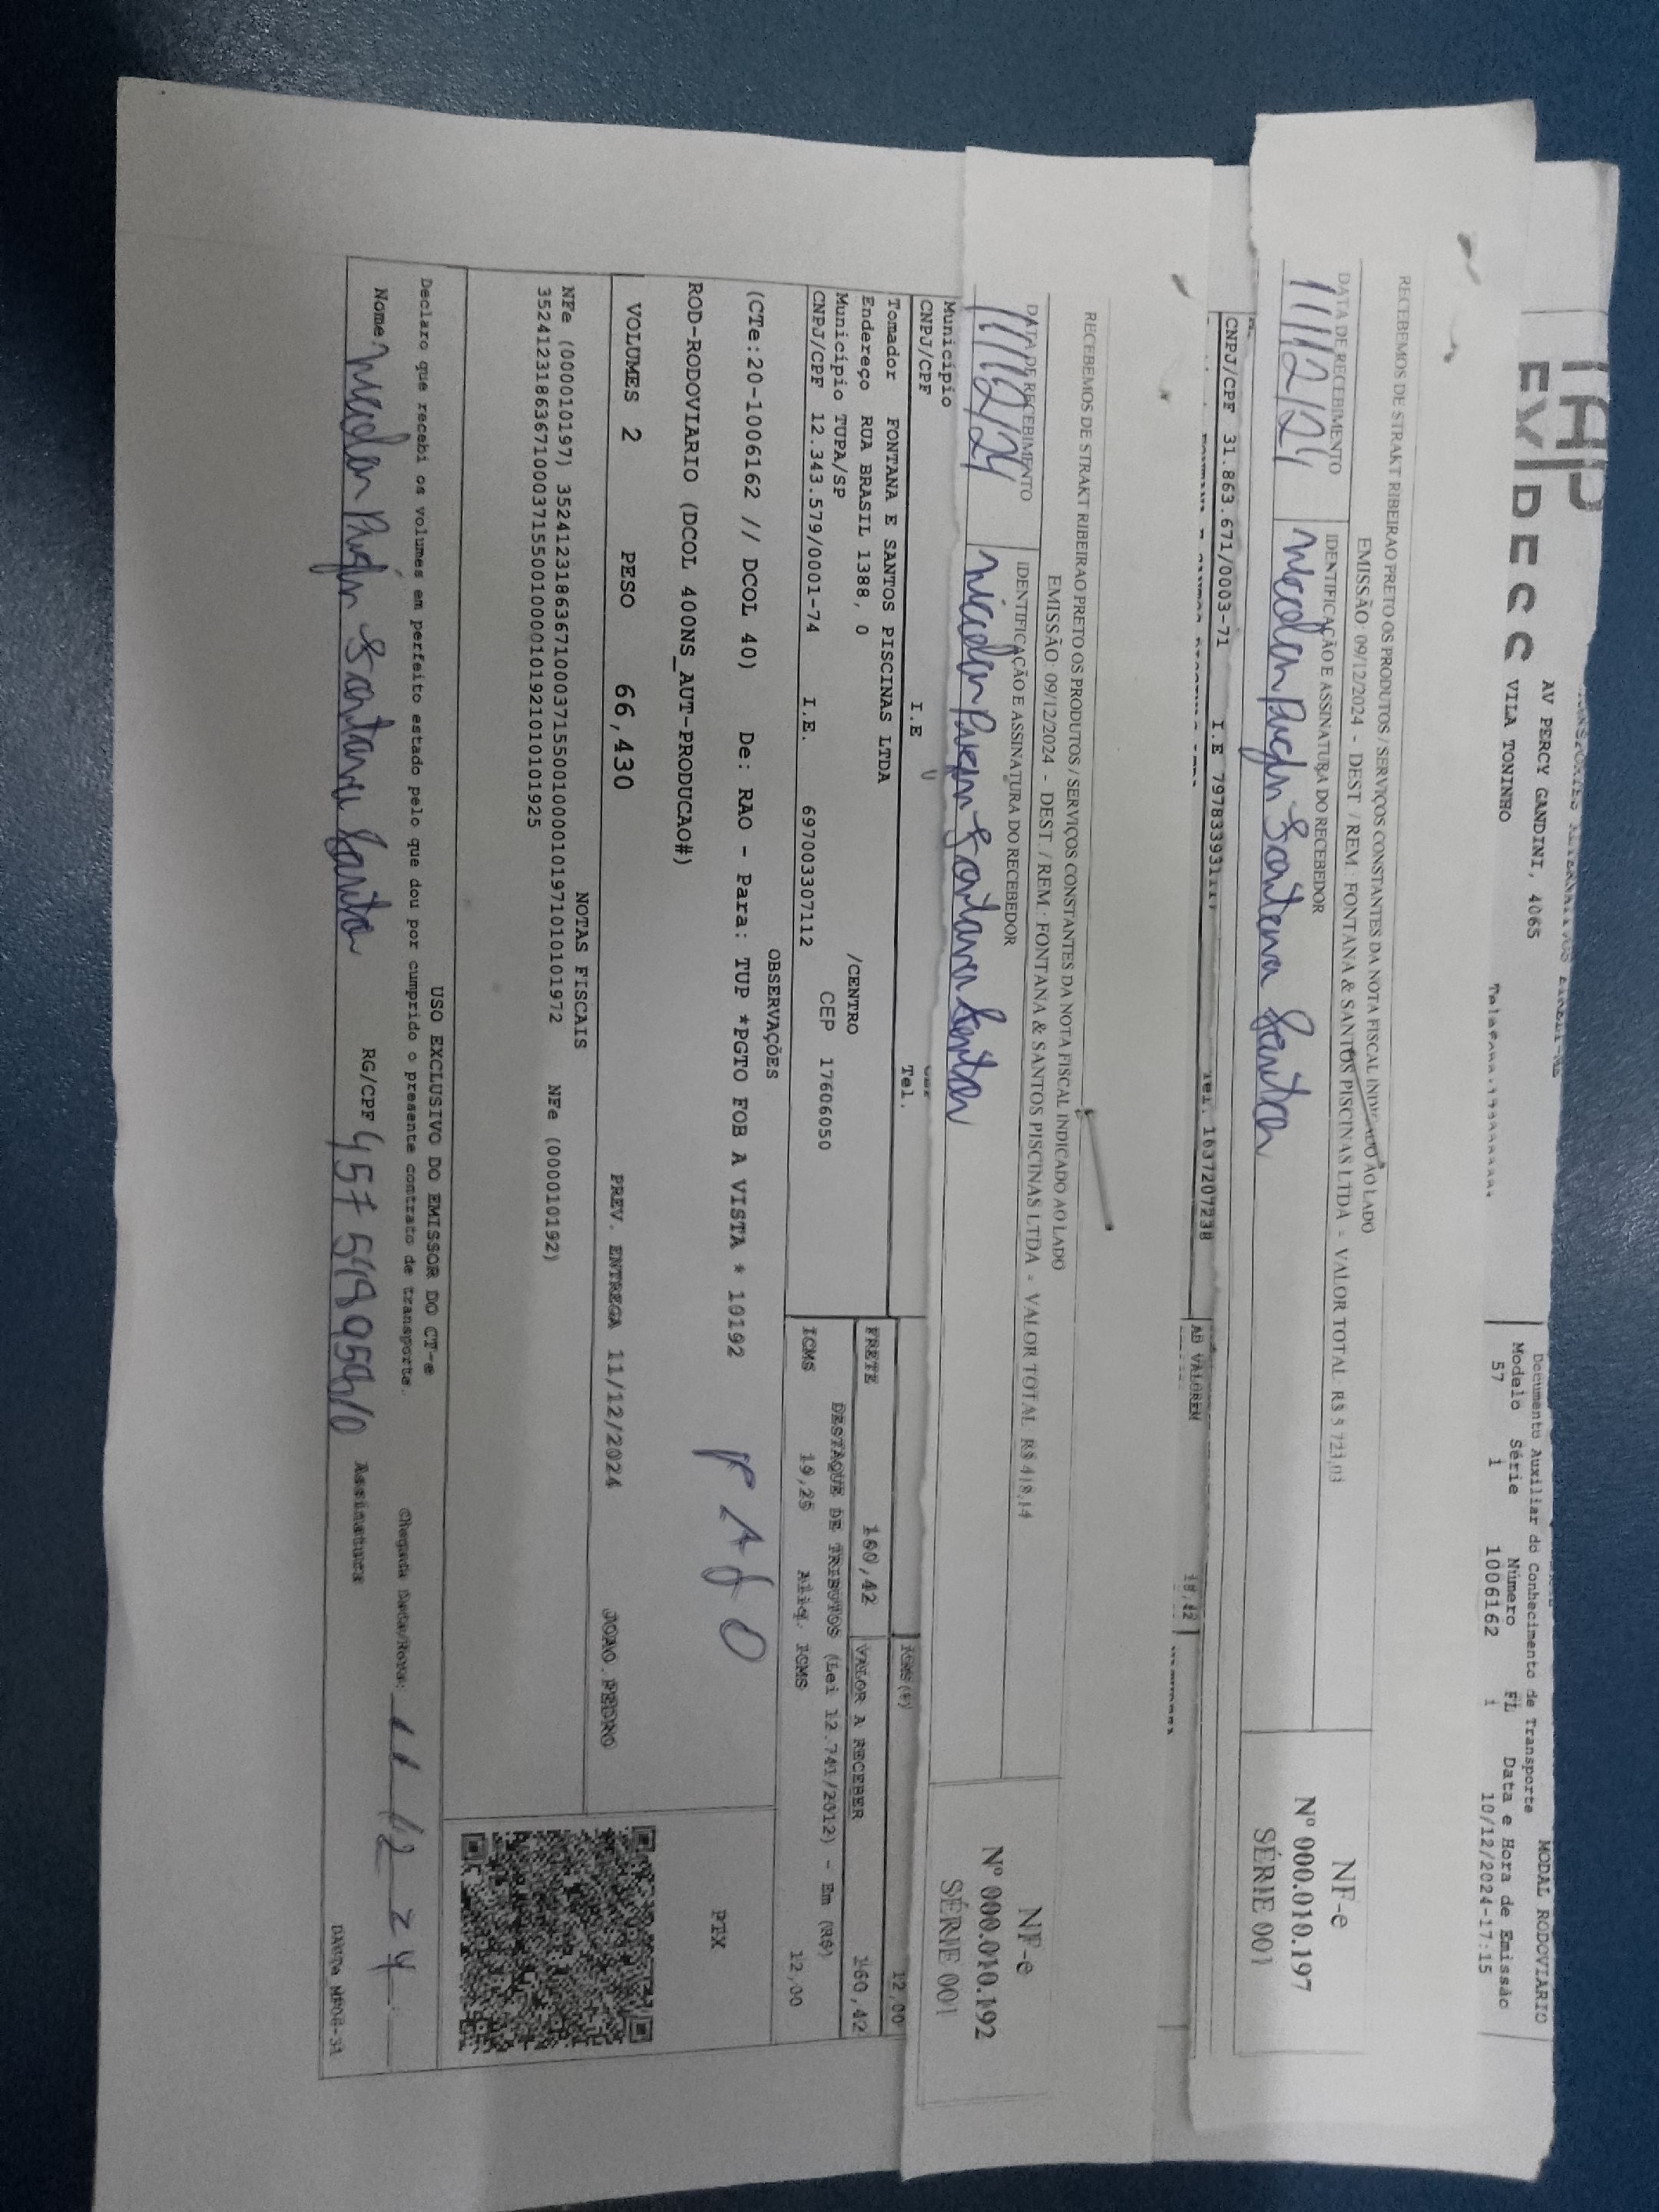 TAP
EXPRESS
AV PERCY GANDINI, 4065
VILA TONINHO
Documento Auxiliar do Conhecimento de Transporte
MODAL RODOVIARIO
Modelo Série Número FL Data e Hora de Emissão
57 1 1006162 1 10/12/2024-17:15
RECEBEMOS DE STRAKT RIBEIRAO PRETO OS PRODUTOS / SERVIÇOS CONSTANTES DA NOTA FISCAL INDICADO AO LADO
EMISSÃO: 09/12/2024 - DEST. / REM.: FONTANA & SANTOS PISCINAS LTDA - VALOR TOTAL: R$ 5.723,03
DATA DE RECEBIMENTO
IDENTIFICAÇÃO E ASSINATURA DO RECEBEDOR
11/12/24
NF-e
Nº 000.010.197
SÉRIE 001
CNPJ/CPF 31.863.671/0003-71 I.E 797833931 Tel. 1637207238
AD VALOREM
18,42
RECEBEMOS DE STRAKT RIBEIRAO PRETO OS PRODUTOS / SERVIÇOS CONSTANTES DA NOTA FISCAL INDICADO AO LADO
EMISSÃO: 09/12/2024 - DEST. / REM.: FONTANA & SANTOS PISCINAS LTDA - VALOR TOTAL: R$ 418,14
DATA DE RECEBIMENTO
IDENTIFICAÇÃO E ASSINATURA DO RECEBEDOR
11/12/24
NF-e
Nº 000.010.192
SÉRIE 001
Município
CNPJ/CPF I.E Tel.
ICMS(%) 12,00
Tomador FONTANA E SANTOS PISCINAS LTDA
Endereço RUA BRASIL 1388, 0 /CENTRO
Município TUPA/SP CEP 17606050
CNPJ/CPF 12.343.579/0001-74 I.E. 697003307112
FRETE 160,42 VALOR A RECEBER 160,42
DESTAQUE DE TRIBUTOS (Lei 12.741/2012) - Em (R$)
ICMS 19,25 Aliq. ICMS 12,00
OBSERVAÇÕES
(CTe:20-1006162 // DCOL 40) De: RAO - Para: TUP *PGTO FOB A VISTA * 10192
ROD-RODOVIARIO (DCOL 400NS_AUT-PRODUCAO#)
PAGO
PTX
VOLUMES 2 PESO 66,430 PREV. ENTREGA 11/12/2024 JOAO.PEDRO
NOTAS FISCAIS
NFe (000010197) 35241231863671000371550010000101971010101972 NFe (000010192)
35241231863671000371550010000101921010101925
USO EXCLUSIVO DO EMISSOR DO CT-e
Declaro que recebi os volumes em perfeito estado pelo que dou por cumprido o presente contrato de transporte.
Chegada Data/Hora: 11 12 24
Nome: RG/CPF Assinatura